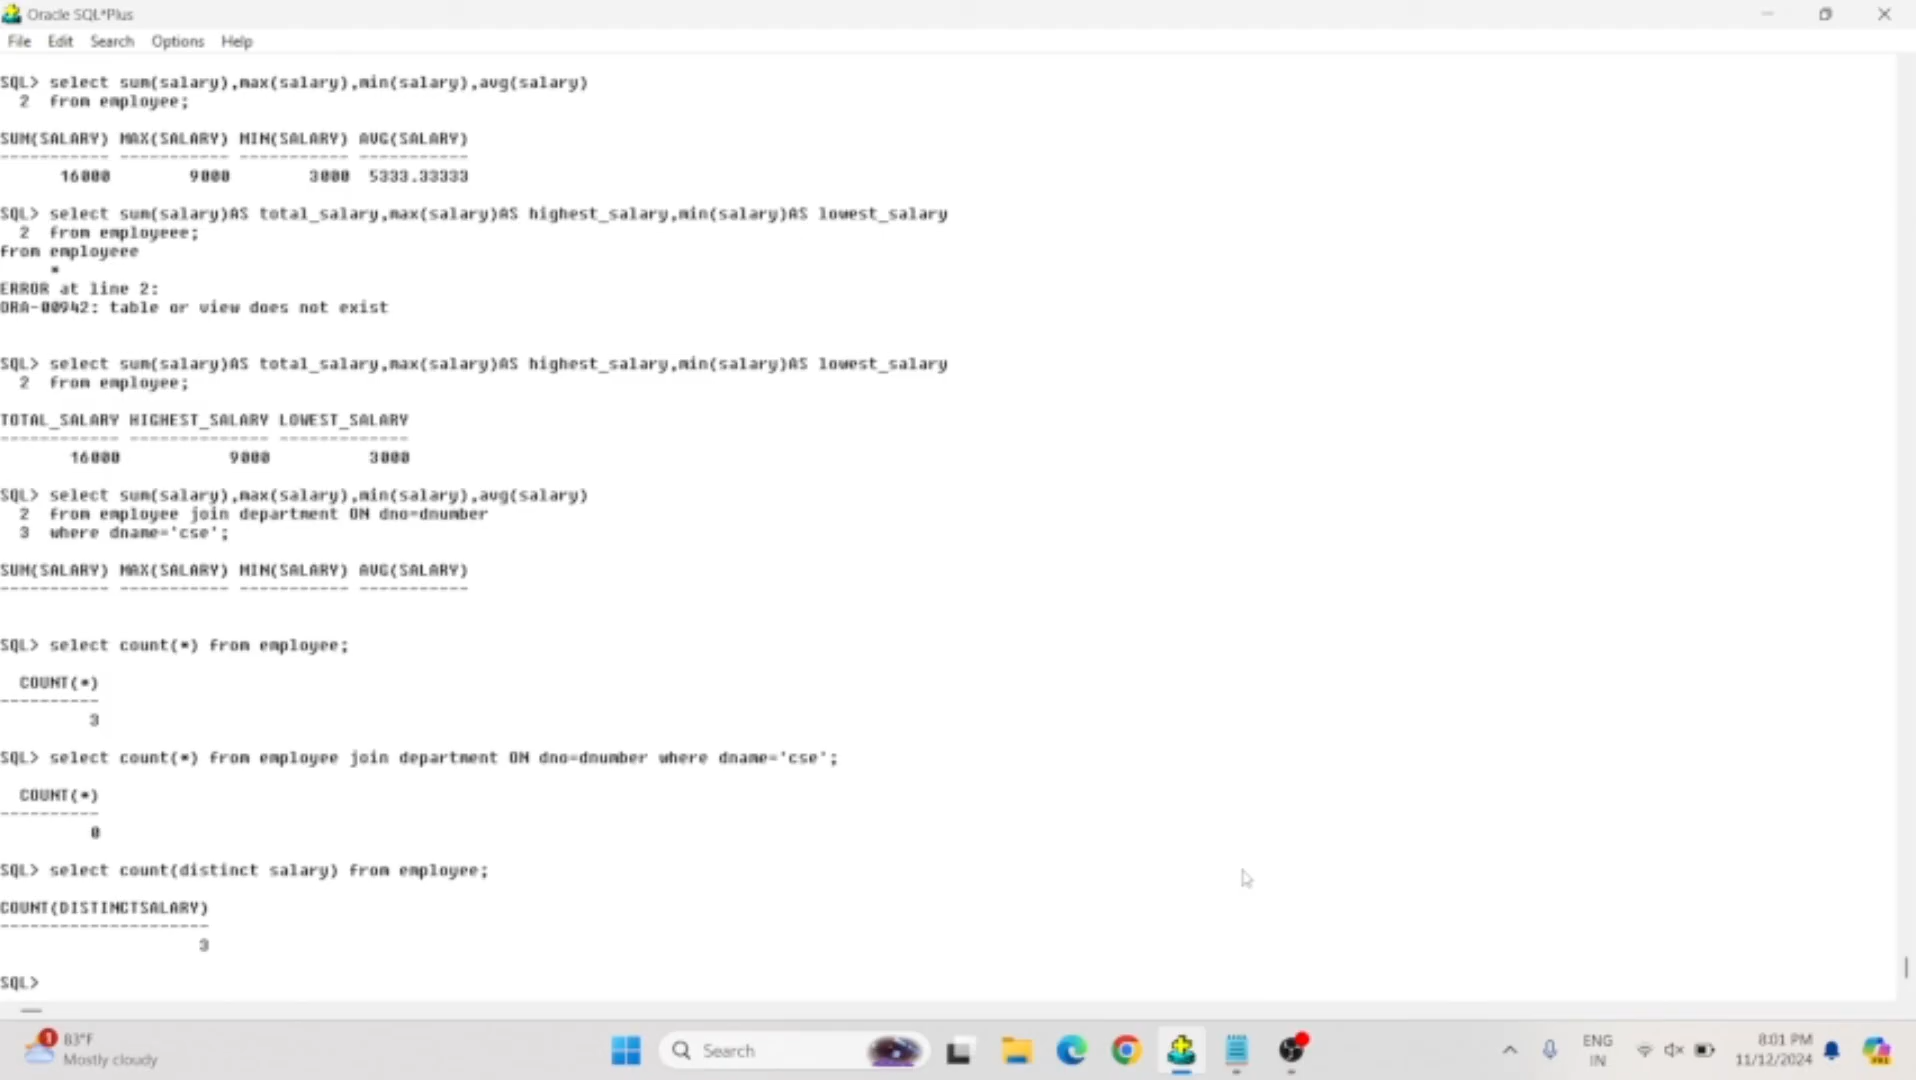 Oracle SQL*Plus
File Edit Search Options Help
SQL> select sum(salary),max(salary),min(salary),avg(salary)
2 from employee;
SUM(SALARY) MAX(SALARY) MIN(SALARY) AVG(SALARY)
----------- ----------- ----------- -----------
16000 9000 3000 5333.33333
SQL> select sum(salary)AS total_salary,max(salary)AS highest_salary,min(salary)AS lowest_salary
2 from employeee;
from employeee
*
ERROR at line 2:
ORA-00942: table or view does not exist
SQL> select sum(salary)AS total_salary,max(salary)AS highest_salary,min(salary)AS lowest_salary
2 from employee;
TOTAL_SALARY HIGHEST_SALARY LOWEST_SALARY
------------ -------------- -------------
16000 9000 3000
SQL> select sum(salary),max(salary),min(salary),avg(salary)
2 from employee join department ON dno=dnumber
3 where dname='cse';
SUM(SALARY) MAX(SALARY) MIN(SALARY) AVG(SALARY)
----------- ----------- ----------- -----------
SQL> select count(*) from employee;
COUNT(*)
----------
3
SQL> select count(*) from employee join department ON dno=dnumber where dname='cse';
COUNT(*)
----------
0
SQL> select count(distinct salary) from employee;
COUNT(DISTINCTSALARY)
---------------------
3
SQL>
1
83°F
Mostly cloudy
Search
ENG
IN
8:01 PM
11/12/2024